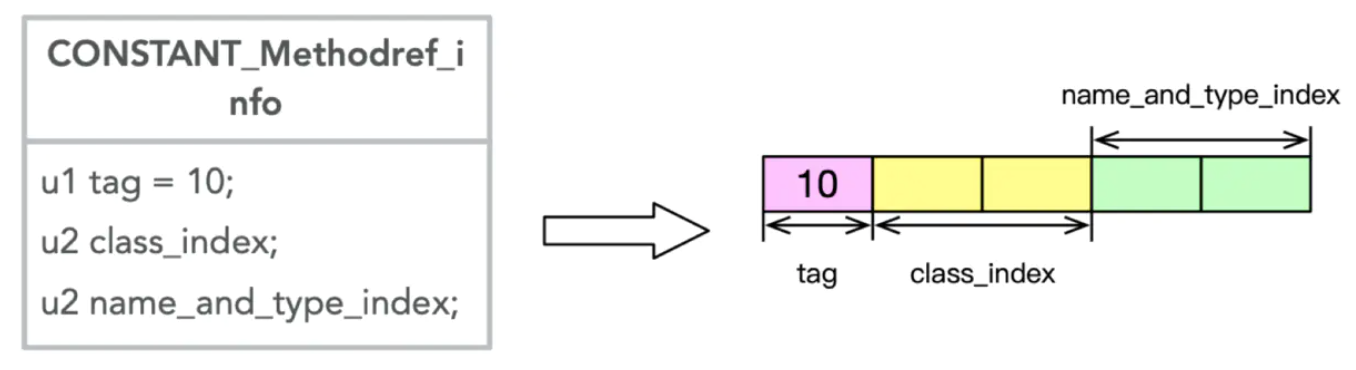 CONSTANT_Methodref_i
nfo
u1 tag = 10;
u2 class_index;
u2 name_and_type_index;
name_and_type_index
10
tag
class_index